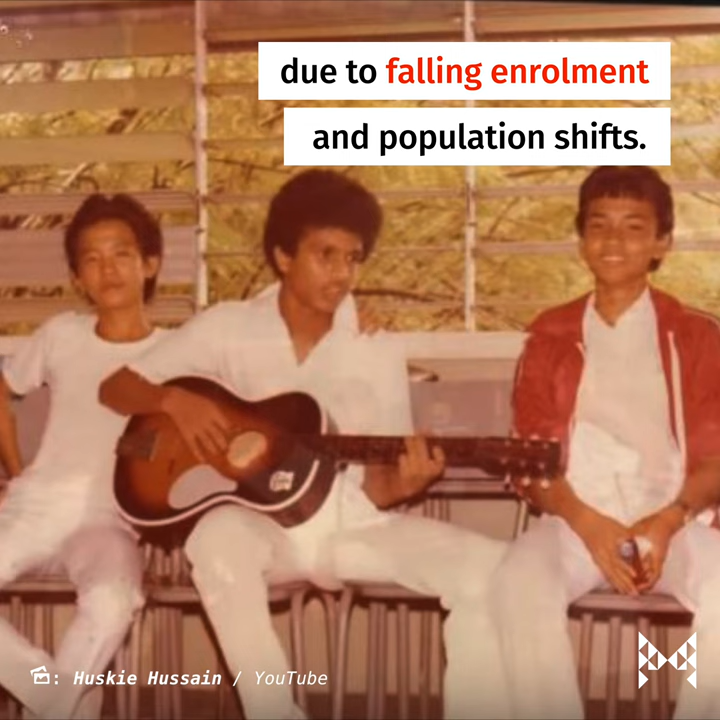 due to falling enrolment
and population shifts.
: Huskie Hussain / YouTube